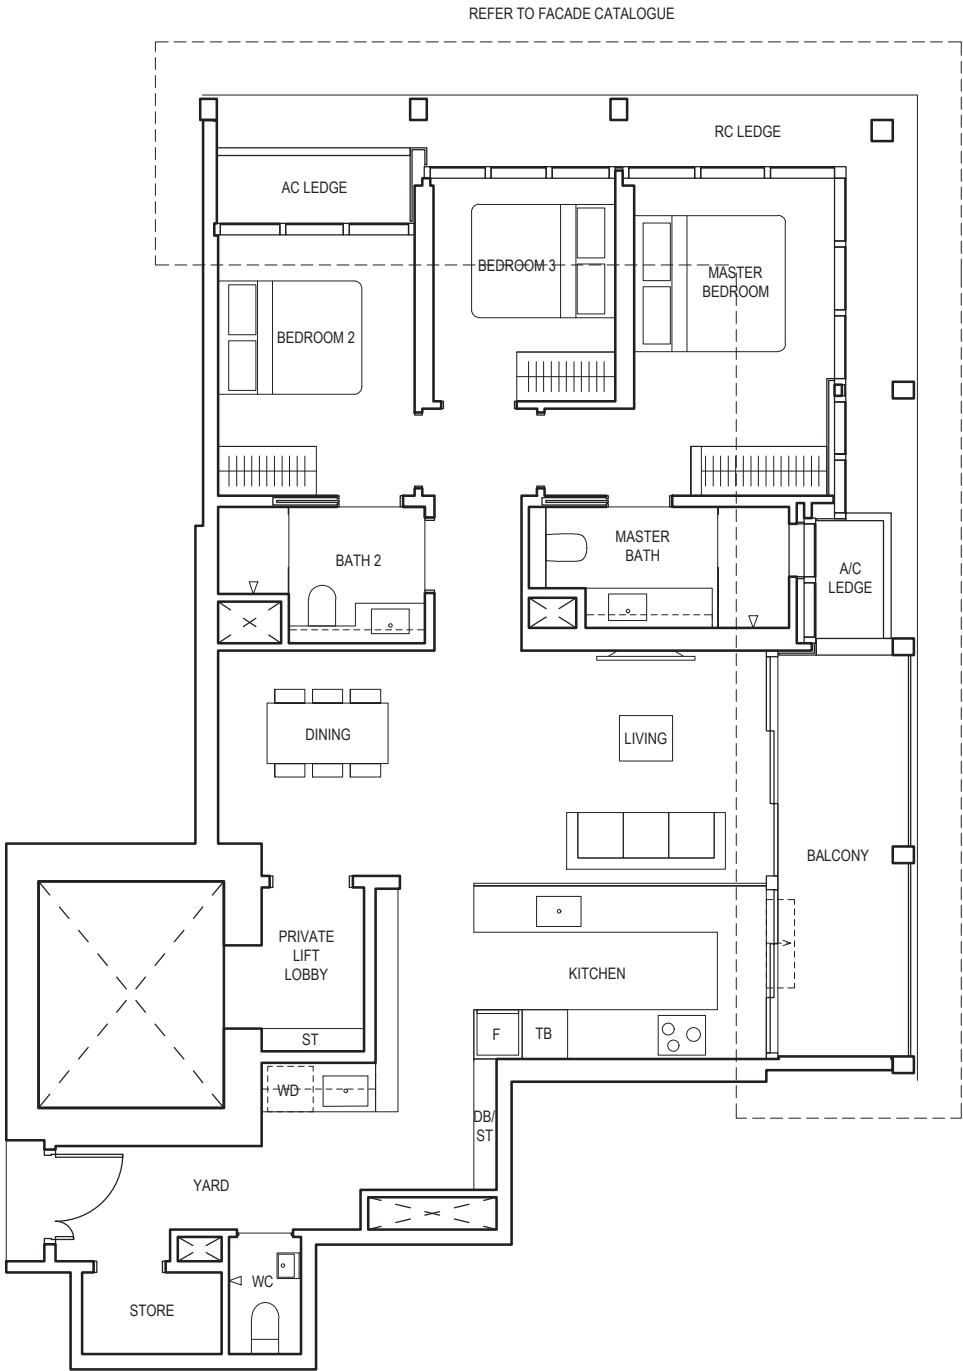 REFER TO FACADE CATALOGUE
RC LEDGE
AC LEDGE
BEDROOM 3
MASTER
BEDROOM
BEDROOM 2
MASTER
BATH
BATH 2
A/C
LEDGE
DINING
LIVING
BALCONY
PRIVATE
LIFT
LOBBY
KITCHEN
ST
F
TB
WD
DB/
ST
YARD
WC
STORE